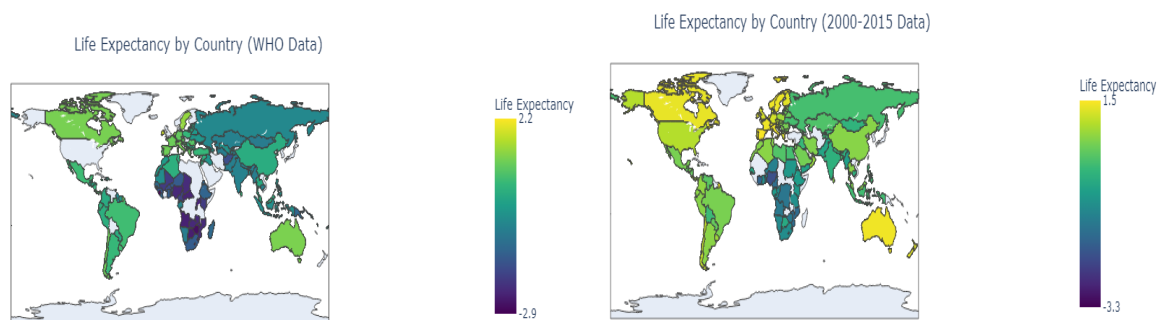 Life Expectancy by Country (WHO Data)
Life Expectancy
2.2
-2.9
Life Expectancy by Country (2000-2015 Data)
Life Expectancy
1.5
-3.3